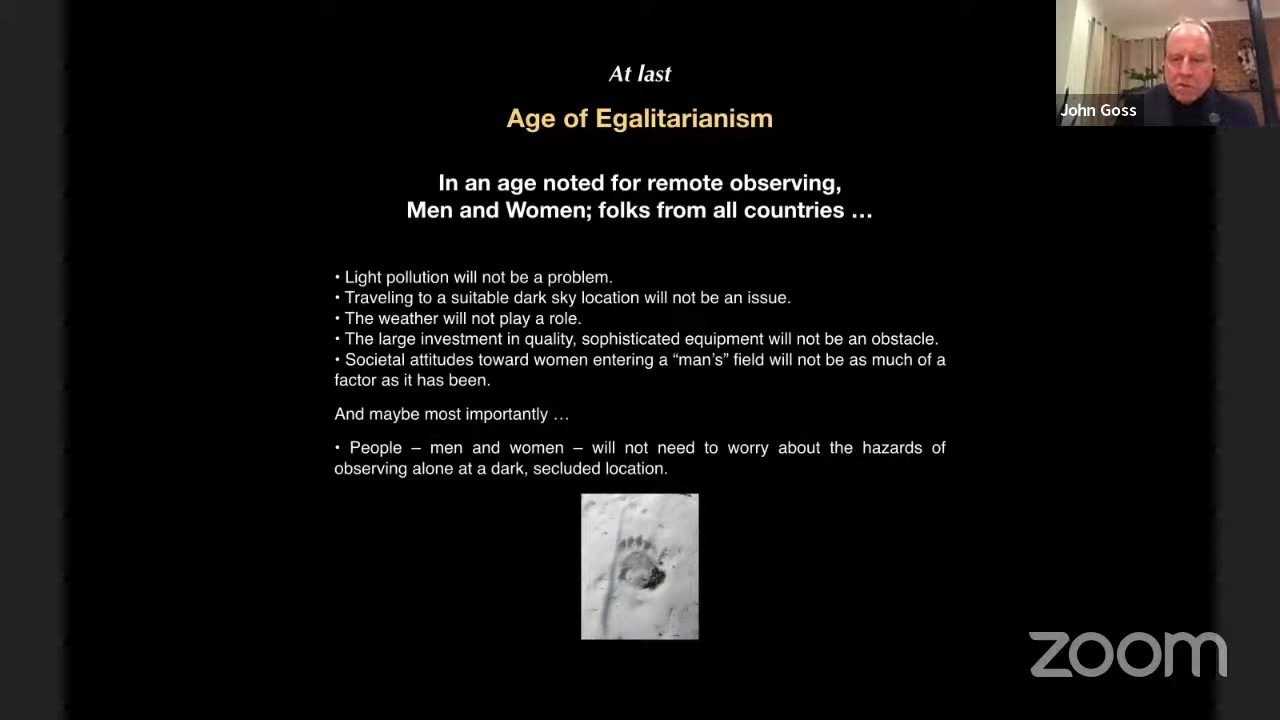 At last
Age of Egalitarianism
In an age noted for remote observing,
Men and Women; folks from all countries …
• Light pollution will not be a problem.
• Traveling to a suitable dark sky location will not be an issue.
• The weather will not play a role.
• The large investment in quality, sophisticated equipment will not be an obstacle.
• Societal attitudes toward women entering a “man’s” field will not be as much of a
factor as it has been.
And maybe most importantly …
• People – men and women – will not need to worry about the hazards of
observing alone at a dark, secluded location.
John Goss
zoom